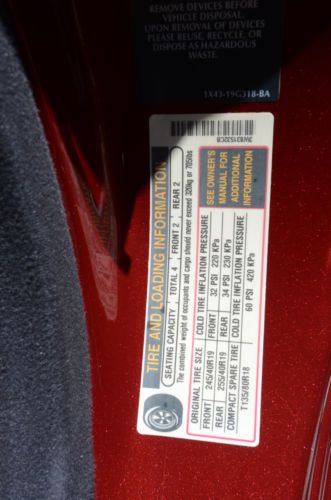 REMOVE DEVICES BEFORE
VEHICLE DISPOSAL.
UPON REMOVAL OF DEVICES
PLEASE REUSE, RECYCLE, OR
DISPOSE AS HAZARDOUS
WASTE.
1X43-19G318-BA
TIRE AND LOADING INFORMATION
SEATING CAPACITY TOTAL 4 FRONT 2 REAR 2
The combined weight of occupants and cargo should never exceed 320kg or 705lbs
ORIGINAL TIRE SIZE COLD TIRE INFLATION PRESSURE
FRONT 245/40R19 FRONT 32 PSI 220 KPa
REAR 255/40R19 REAR 34 PSI 230 KPa
COMPACT SPARE TIRE COLD TIRE INFLATION PRESSURE
T135/80R18 60 PSI 420 KPa
SEE OWNER'S
MANUAL FOR
ADDITIONAL
INFORMATION